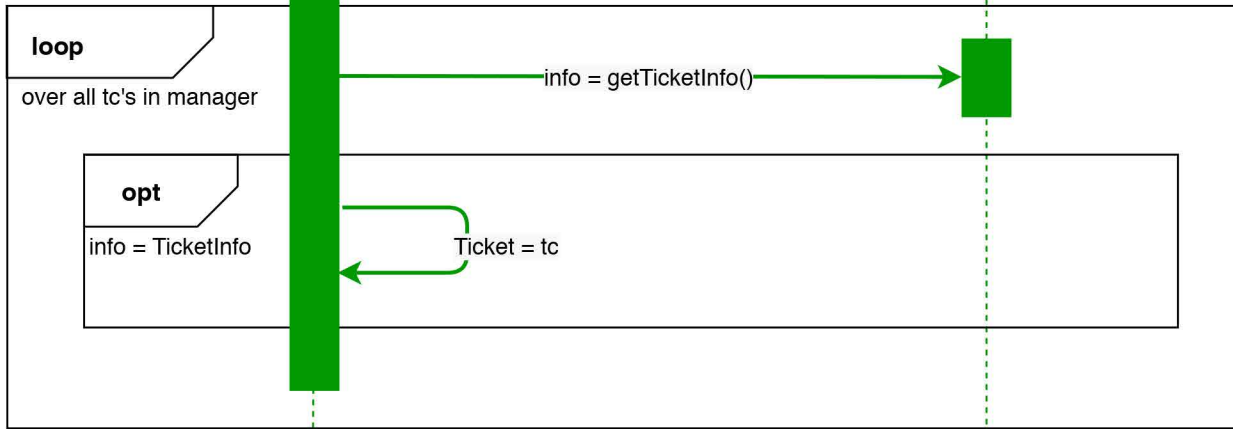 loop
info = getTicketInfo()
over all tc's in manager
opt
info = TicketInfo
Ticket = tc